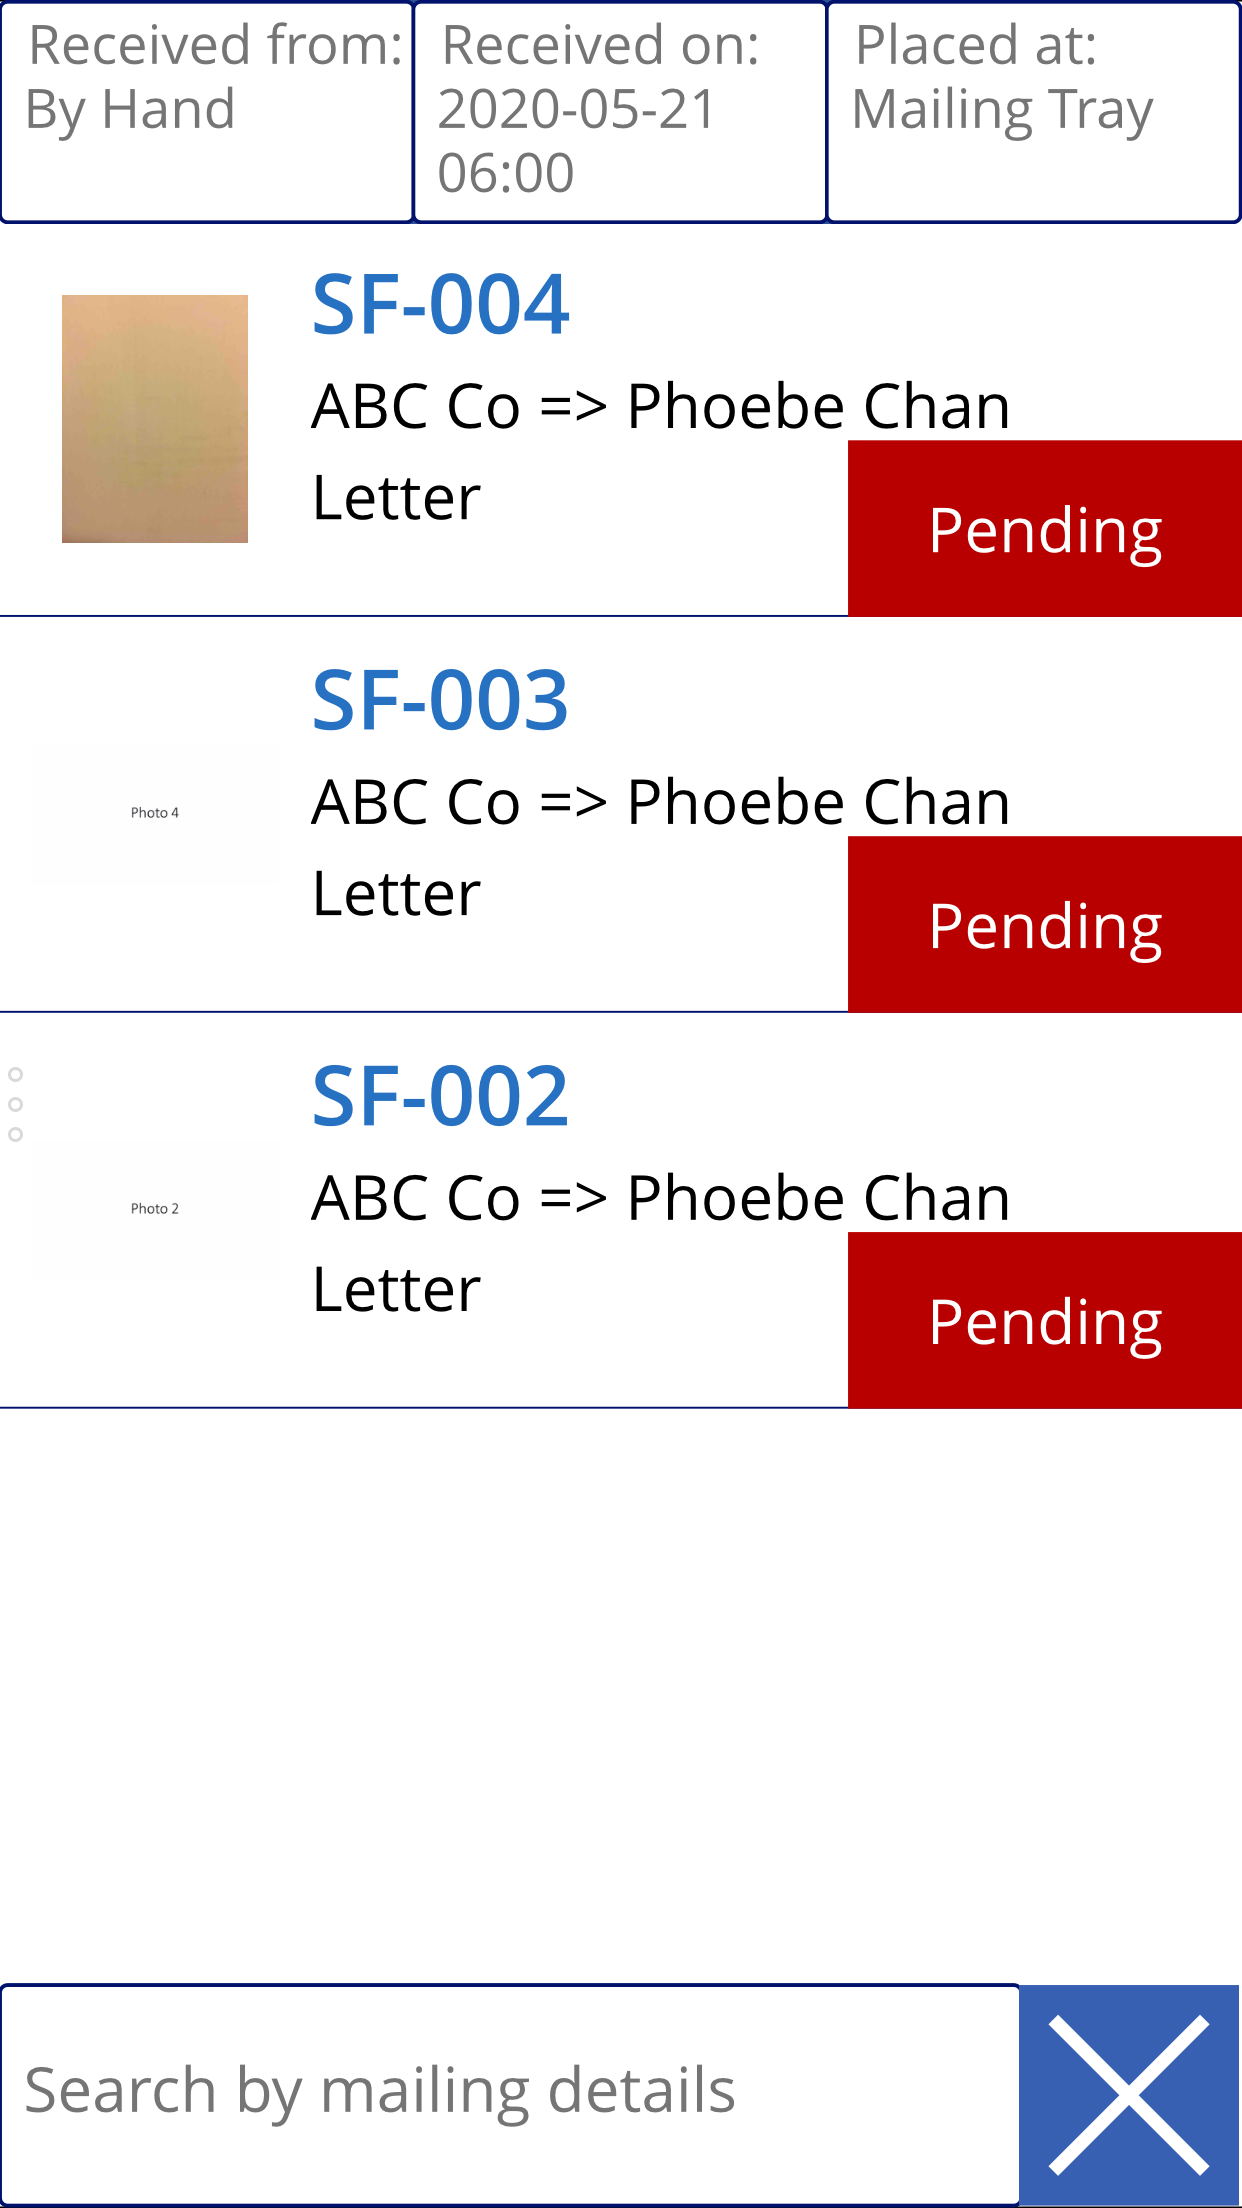 Received from:
By Hand
Received on:
2020-05-21
06:00
Placed at:
Mailing Tray
SF-004
ABC Co => Phoebe Chan
Letter
Pending
SF-003
Photo 4
ABC Co => Phoebe Chan
Letter
Pending
SF-002
Photo 2
ABC Co => Phoebe Chan
Letter
Pending
Search by mailing details